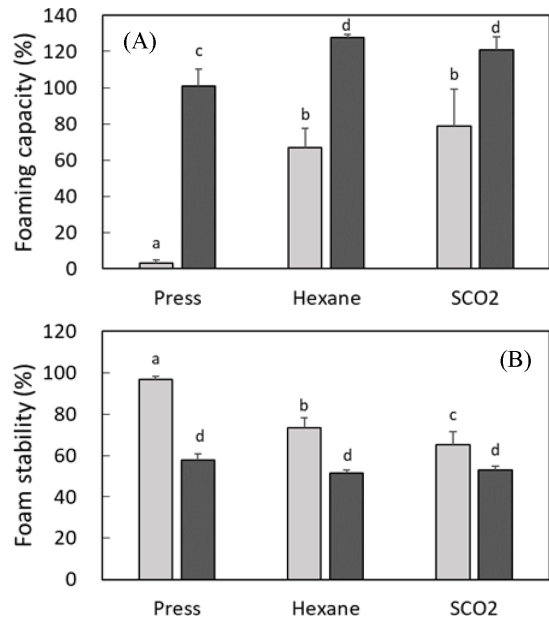 Foaming capacity (%)
140
120
100
80
60
40
20
0
(A)
a
c
b
d
b
d
Press Hexane SCO2
Foam stability (%)
120
100
80
60
40
20
0
(B)
a
d
b
d
c
d
Press Hexane SCO2